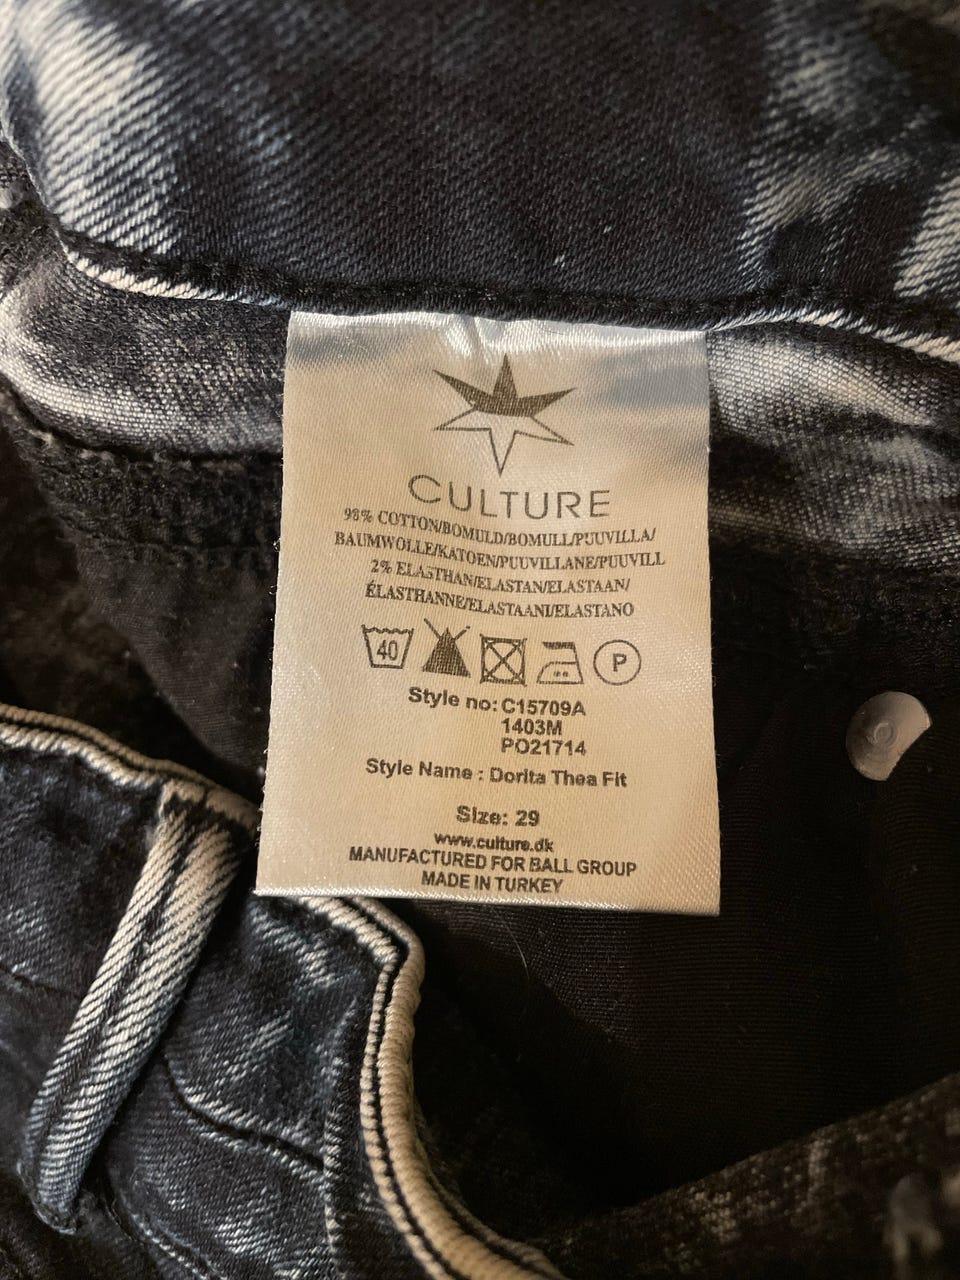 CULTURE
98% COTTON/BOMULD/BOMULL/PUUVILLA/
BAUMWOLLE/KATOEN/PUUVILLANE/PUUVILL
2% ELASTHAN/ELASTAN/ELASTAAN/
ÉLASTHANNE/ELASTAANI/ELASTANO
40 P
Style no: C15709A
1403M
PO21714
Style Name : Dorita Thea Fit
Size: 29
www.culture.dk
MANUFACTURED FOR BALL GROUP
MADE IN TURKEY